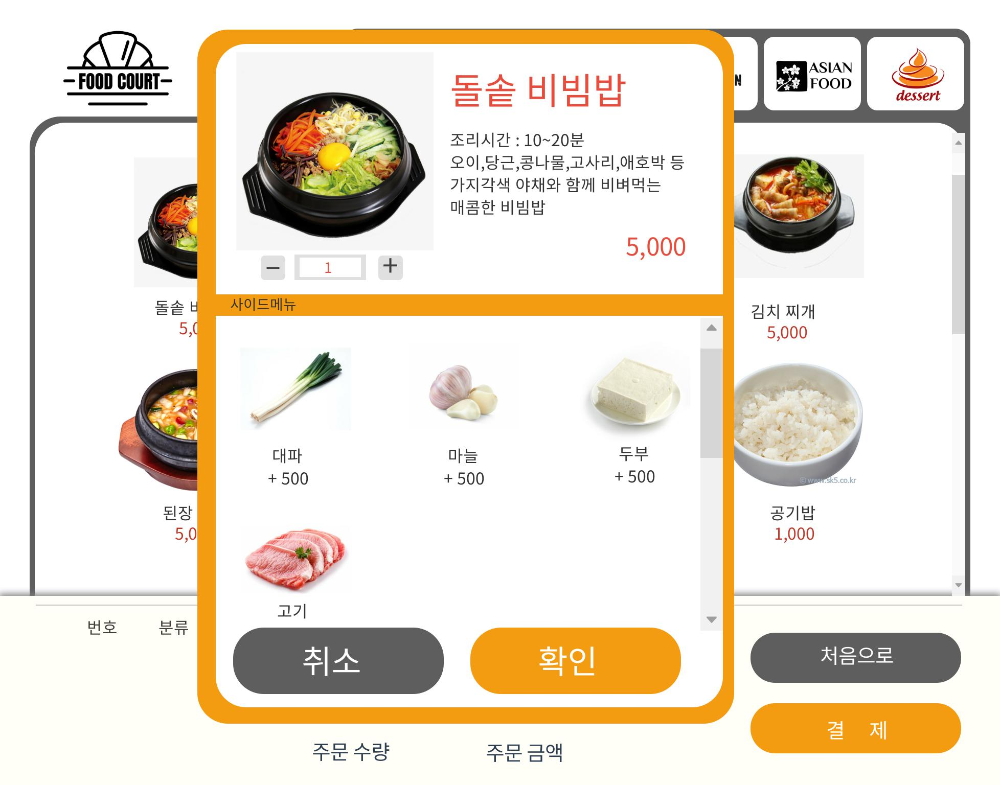 FOOD COURT
N
ASIAN
FOOD
dessert
돌솥 비빔밥
조리시간 : 10~20분
오이,당근,콩나물,고사리,애호박 등
가지각색 야채와 함께 비벼먹는
매콤한 비빔밥
5,000
1
사이드메뉴
대파
+ 500
마늘
+ 500
두부
+ 500
고기
취소
확인
돌솥
5,0
김치 찌개
5,000
된장
5,0
© www.sk5.co.kr
공기밥
1,000
번호
분류
처음으로
결 제
주문 수량
주문 금액